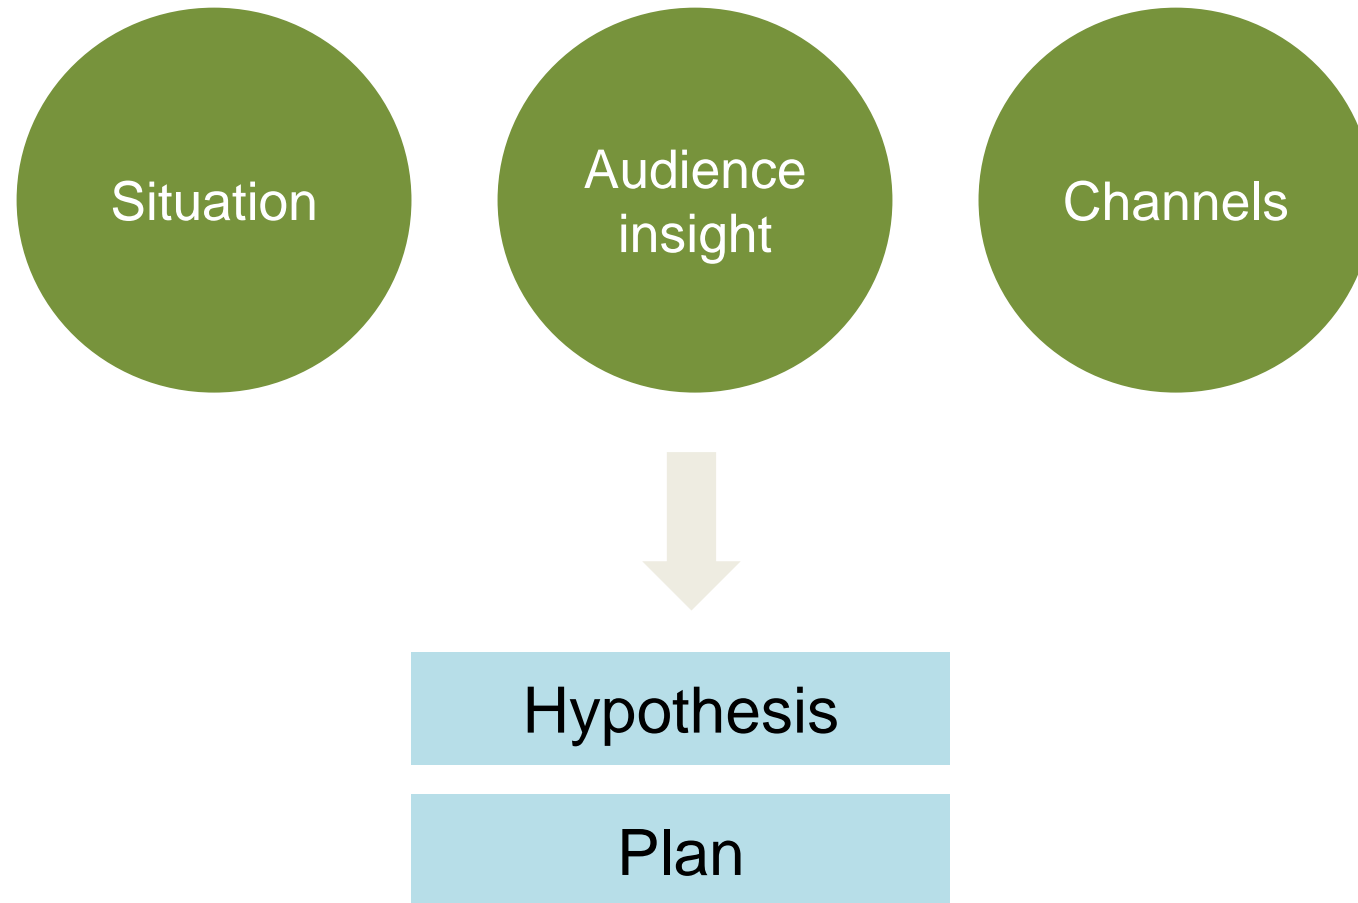 Situation
Audience
insight
Channels
Hypothesis
Plan